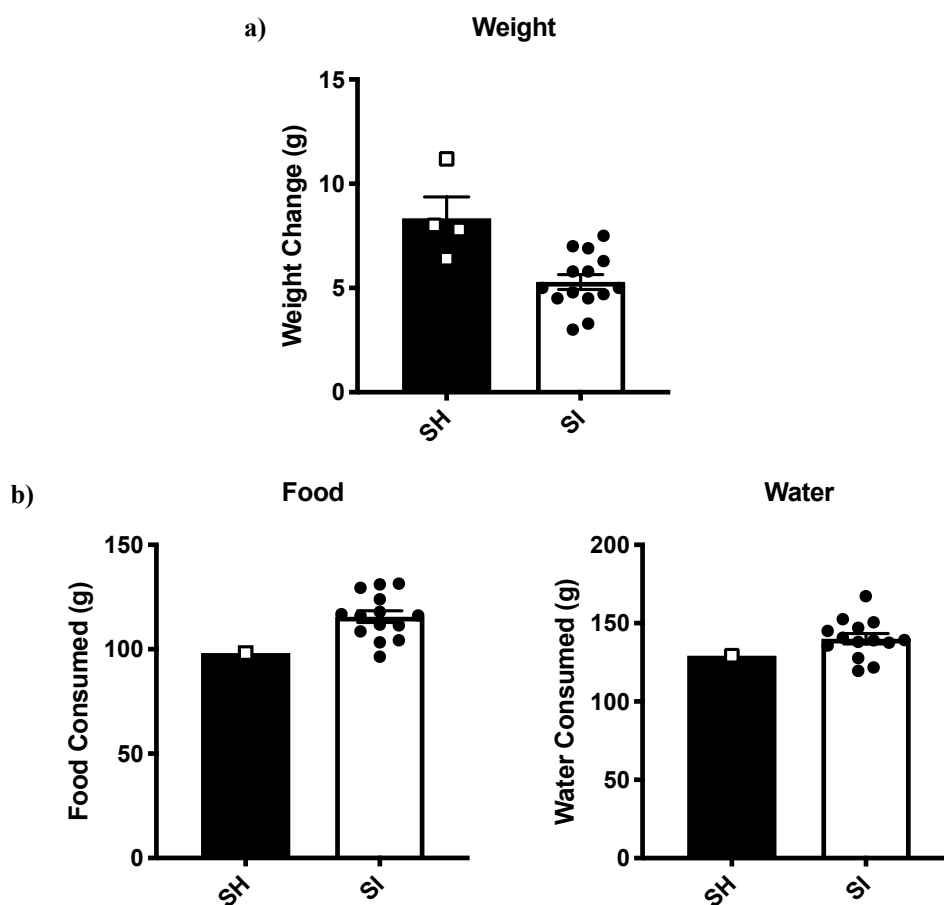 a)
Weight
Weight Change (g)
15
10
5
0
SH
SI
b)
Food
Food Consumed (g)
150
100
50
0
SH
SI
Water
Water Consumed (g)
200
150
100
50
0
SH
SI